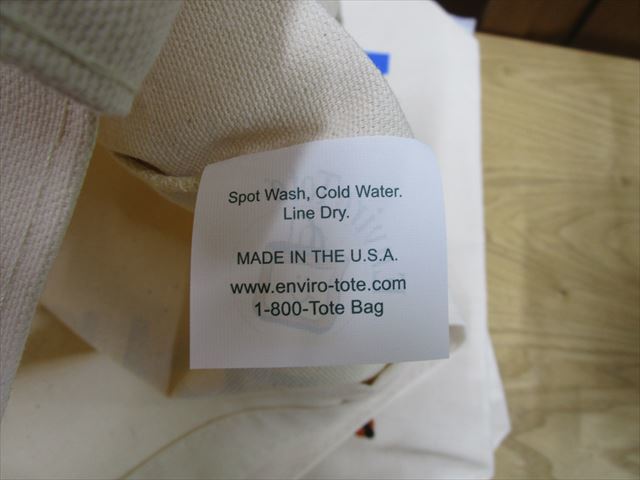 Spot Wash, Cold Water.
Line Dry.
MADE IN THE U.S.A.
www.enviro-tote.com
1-800-Tote Bag